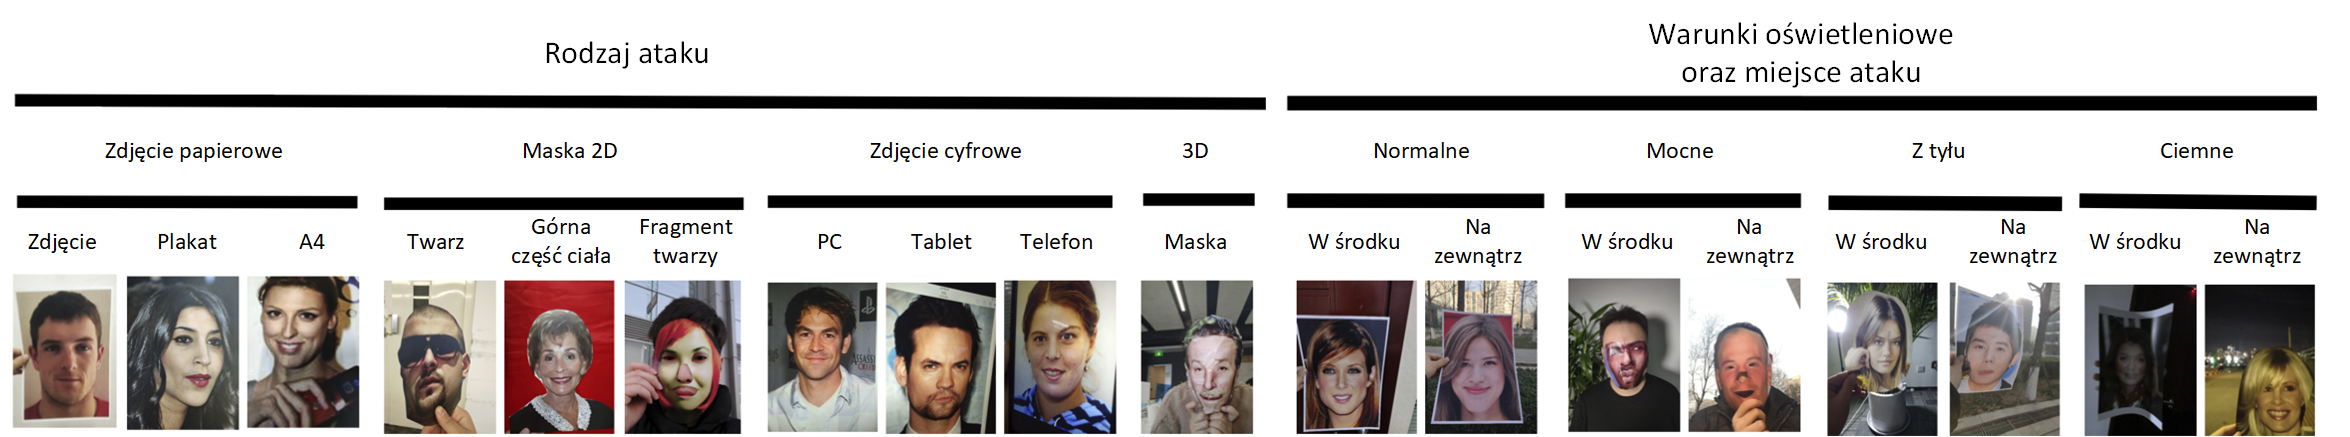 Rodzaj ataku
Warunki oświetleniowe
oraz miejsce ataku
Zdjęcie papierowe
Maska 2D
Zdjęcie cyfrowe
3D
Normalne
Mocne
Z tyłu
Ciemne
Zdjęcie
Plakat
A4
Twarz
Górna
część ciała
Fragment
twarzy
PC
Tablet
Telefon
Maska
W środku
Na
zewnątrz
W środku
Na
zewnątrz
W środku
Na
zewnątrz
W środku
Na
zewnątrz